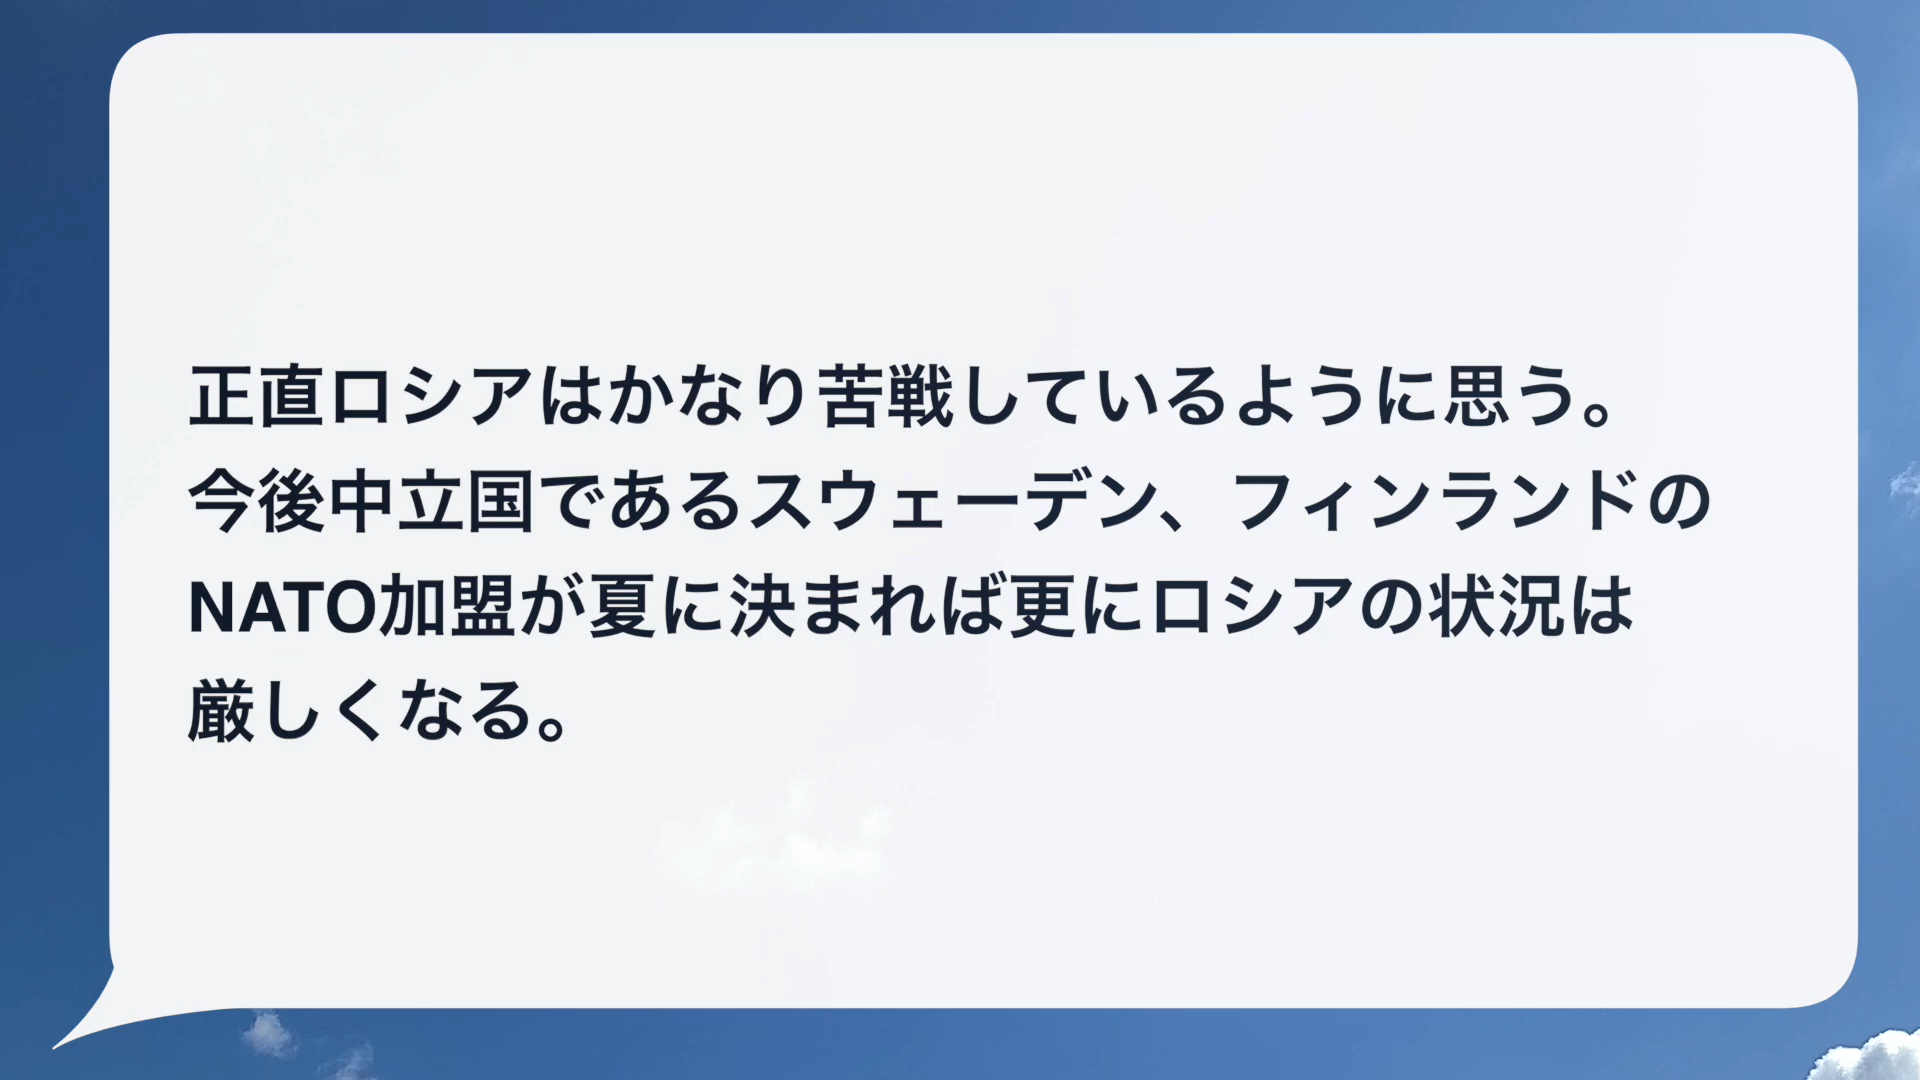 正直ロシアはかなり苦戦しているように思う。
今後中立国であるスウェーデン、フィンランドの
NATO加盟が夏に決まれば更にロシアの状況は
厳しくなる。